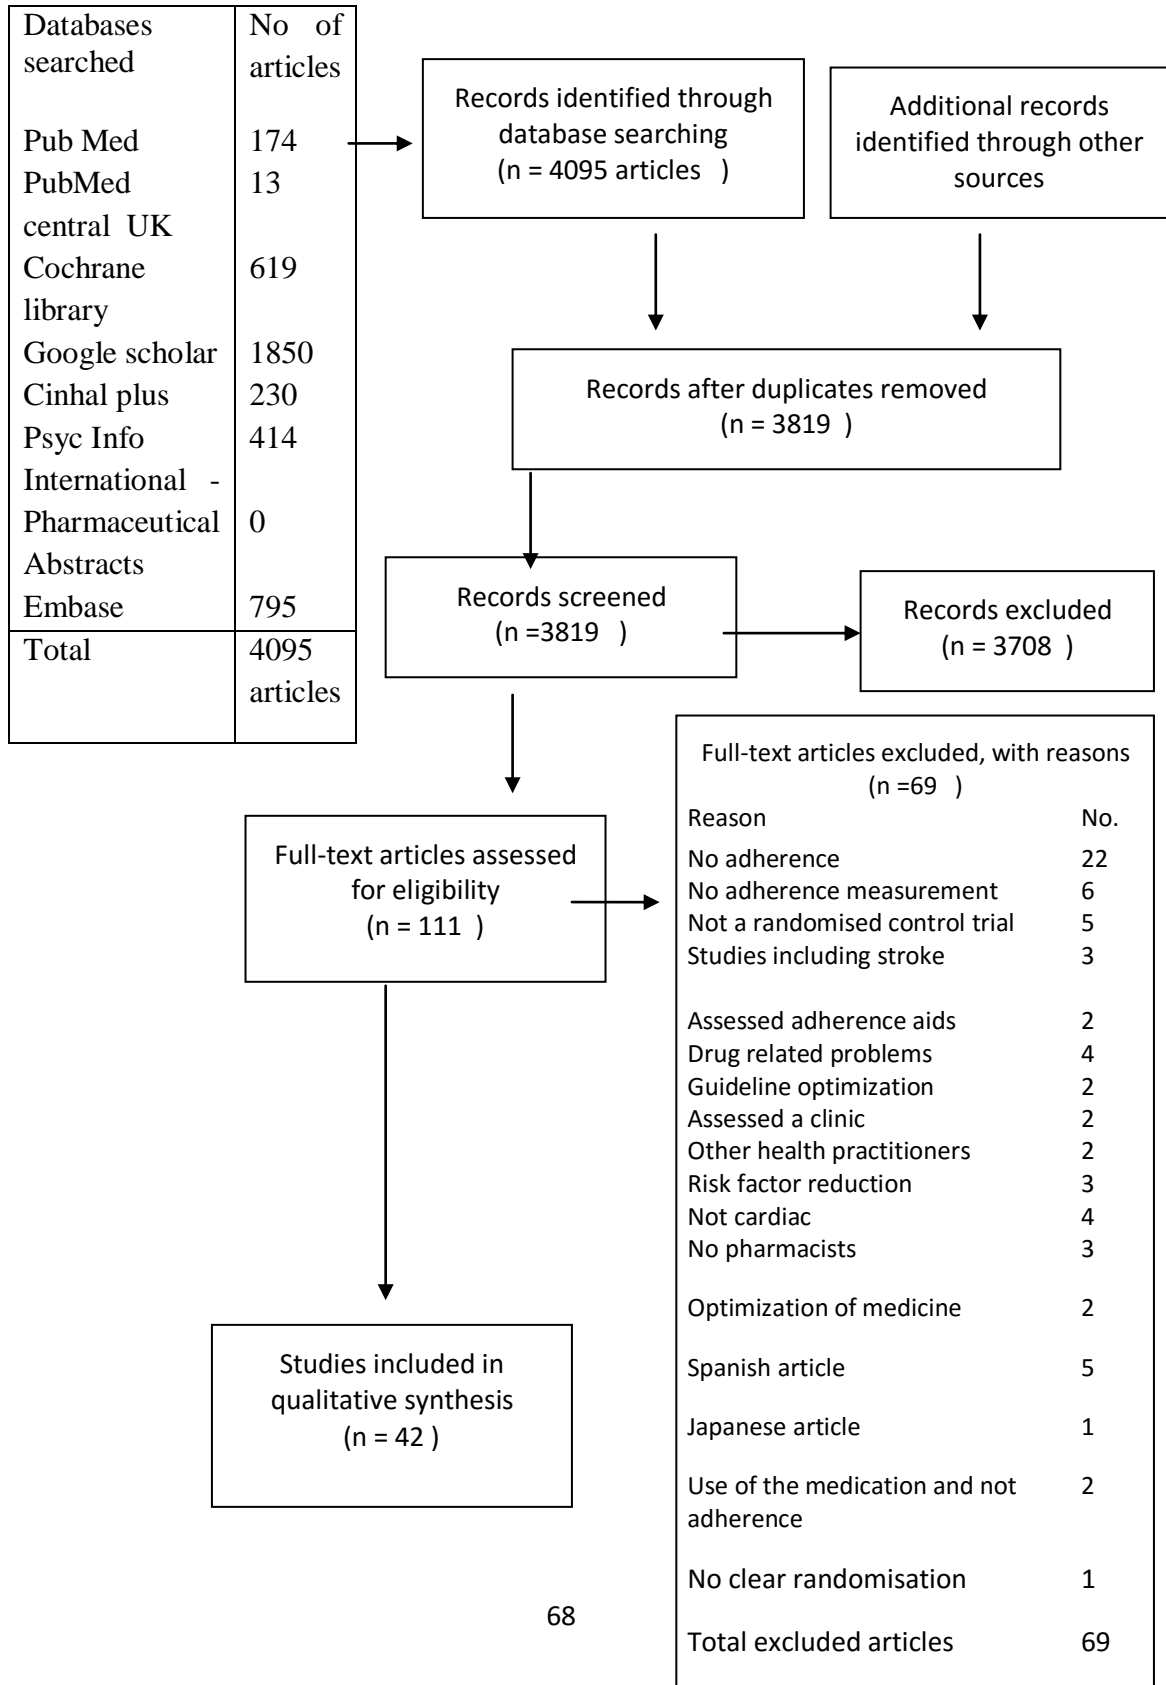 Databases searched No of articles
Pub Med 174
PubMed central UK 13
Cochrane library 619
Google scholar 1850
Cinhal plus 230
Psyc Info 414
International - Pharmaceutical Abstracts 0
Embase 795
Total 4095 articles
Records identified through
database searching
(n = 4095 articles )
Additional records
identified through other
sources
Records after duplicates removed
(n = 3819 )
Records screened
(n =3819 )
Records excluded
(n = 3708 )
Full-text articles assessed
for eligibility
(n = 111 )
Full-text articles excluded, with reasons
(n =69 )
Reason No.
No adherence 22
No adherence measurement 6
Not a randomised control trial 5
Studies including stroke 3
Assessed adherence aids 2
Drug related problems 4
Guideline optimization 2
Assessed a clinic 2
Other health practitioners 2
Risk factor reduction 3
Not cardiac 4
No pharmacists 3
Optimization of medicine 2
Spanish article 5
Japanese article 1
Use of the medication and not 2
adherence
No clear randomisation 1
Total excluded articles 69
Studies included in
qualitative synthesis
(n = 42 )
68